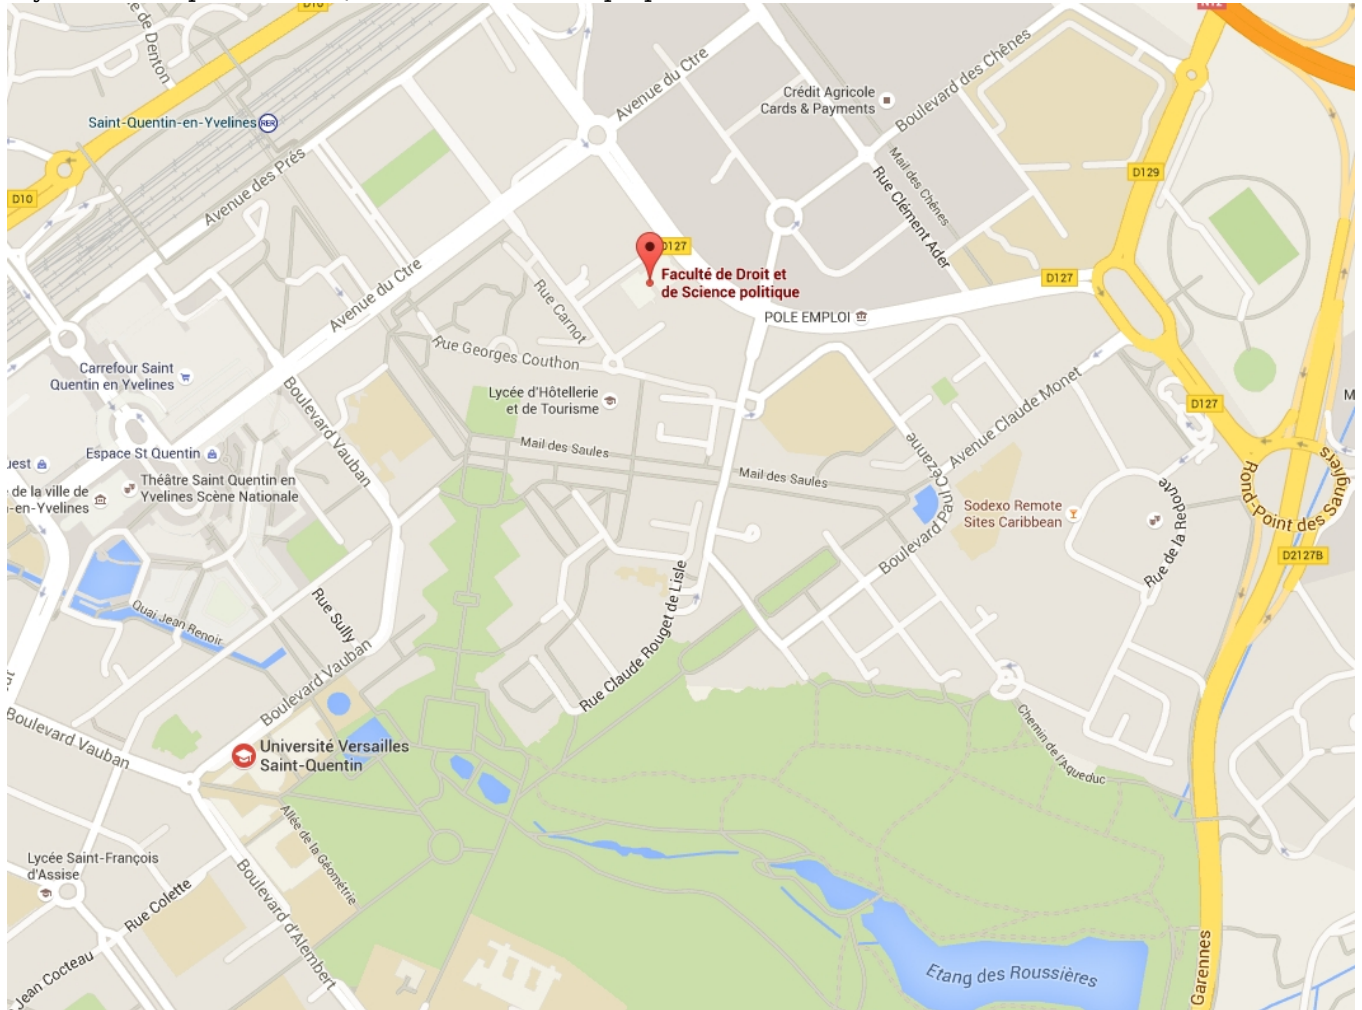 D10
N12
e de Denton
Avenue du Ctre
Boulevard des Chênes
Crédit Agricole
Cards & Payments
Saint-Quentin-en-Yvelines
RER
Avenue des Prés
Mail des Chênes
Rue Clément Ader
D129
D10
D127
Faculté de Droit et
de Science politique
D127
Avenue du Ctre
Rue Carnot
POLE EMPLOI
Rue Georges Couthon
Carrefour Saint
Quentin en Yvelines
Boulevard Vauban
Lycée d'Hôtellerie
et de Tourisme
Avenue Claude Monet
D127
M
Mail des Saules
Mail des Saules
Boulevard Paul Cézanne
Espace St Quentin
uest
Théâtre Saint Quentin en
Yvelines Scène Nationale
e de la ville de
-en-Yvelines
Sodexo Remote
Sites Caribbean
Rond-Point des Sangliers
Rue de la Redoute
D2127B
Quai Jean Renoir
Rue Sully
Rue Claude Rouget de Lisle
Boulevard Vauban
Boulevard Vauban
Université Versailles
Saint-Quentin
Chemin de l'Aqueduc
Allée de la Géométrie
Lycée Saint-François
d'Assise
Rue Colette
Boulevard d'Alembert
Jean Cocteau
Etang des Roussières
Garennes